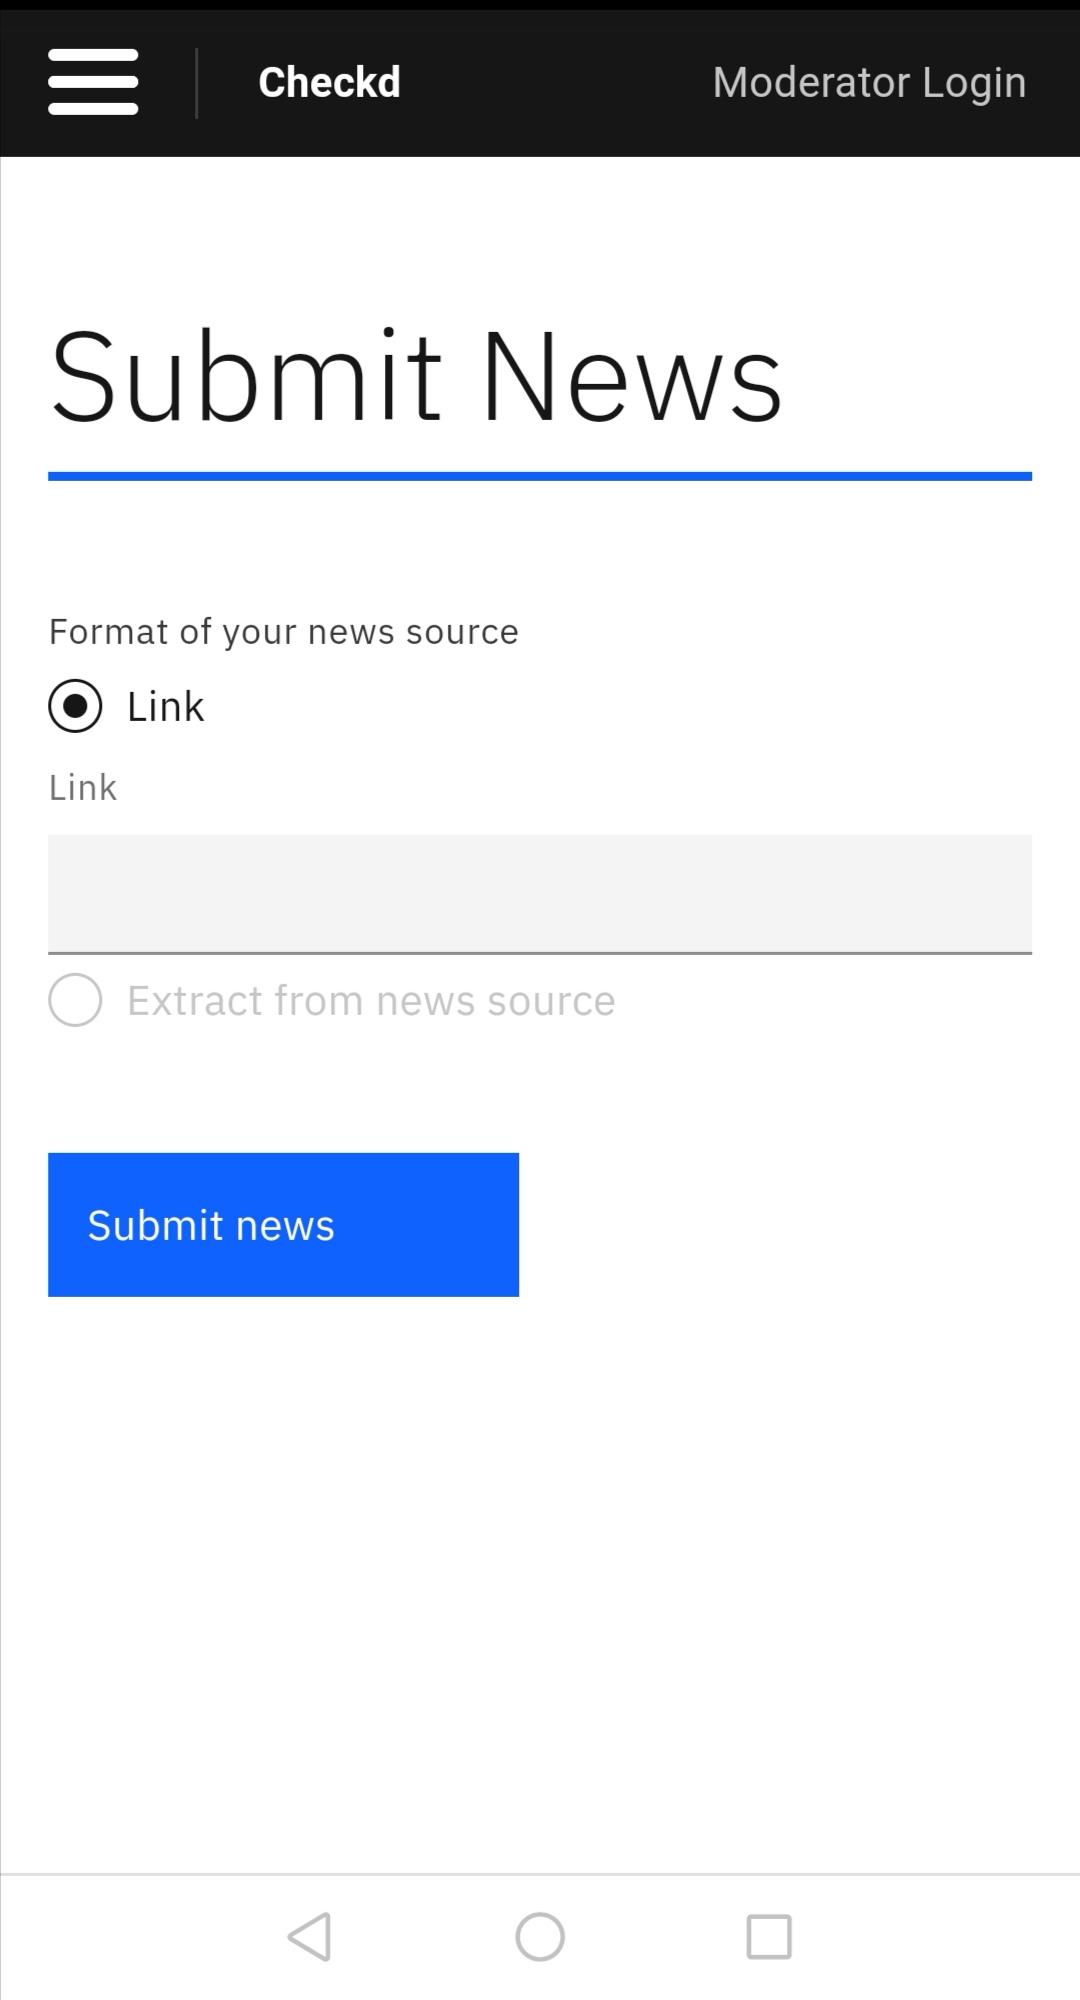 Checkd
Moderator Login
Submit News
Format of your news source
Link
Link
Extract from news source
Submit news